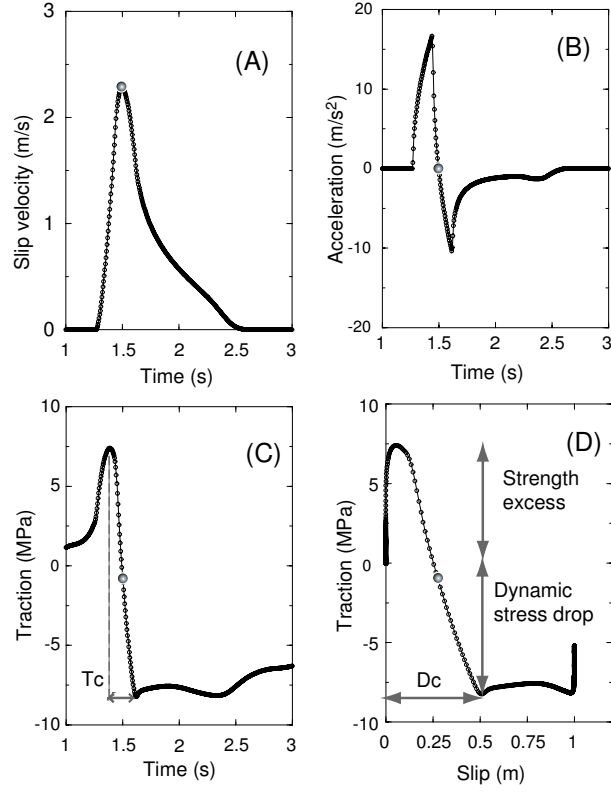 (A)
Slip velocity (m/s)
3
2
1
0
1 1.5 2 2.5 3
Time (s)
(B)
Acceleration (m/s²)
20
10
0
-10
-20
1 1.5 2 2.5 3
Time (s)
(C)
Traction (MPa)
10
5
0
-5
-10
Tc
1 1.5 2 2.5 3
Time (s)
(D)
Traction (MPa)
10
5
0
-5
-10
Strength
excess
Dynamic
stress drop
Dc
0 0.25 0.5 0.75 1
Slip (m)